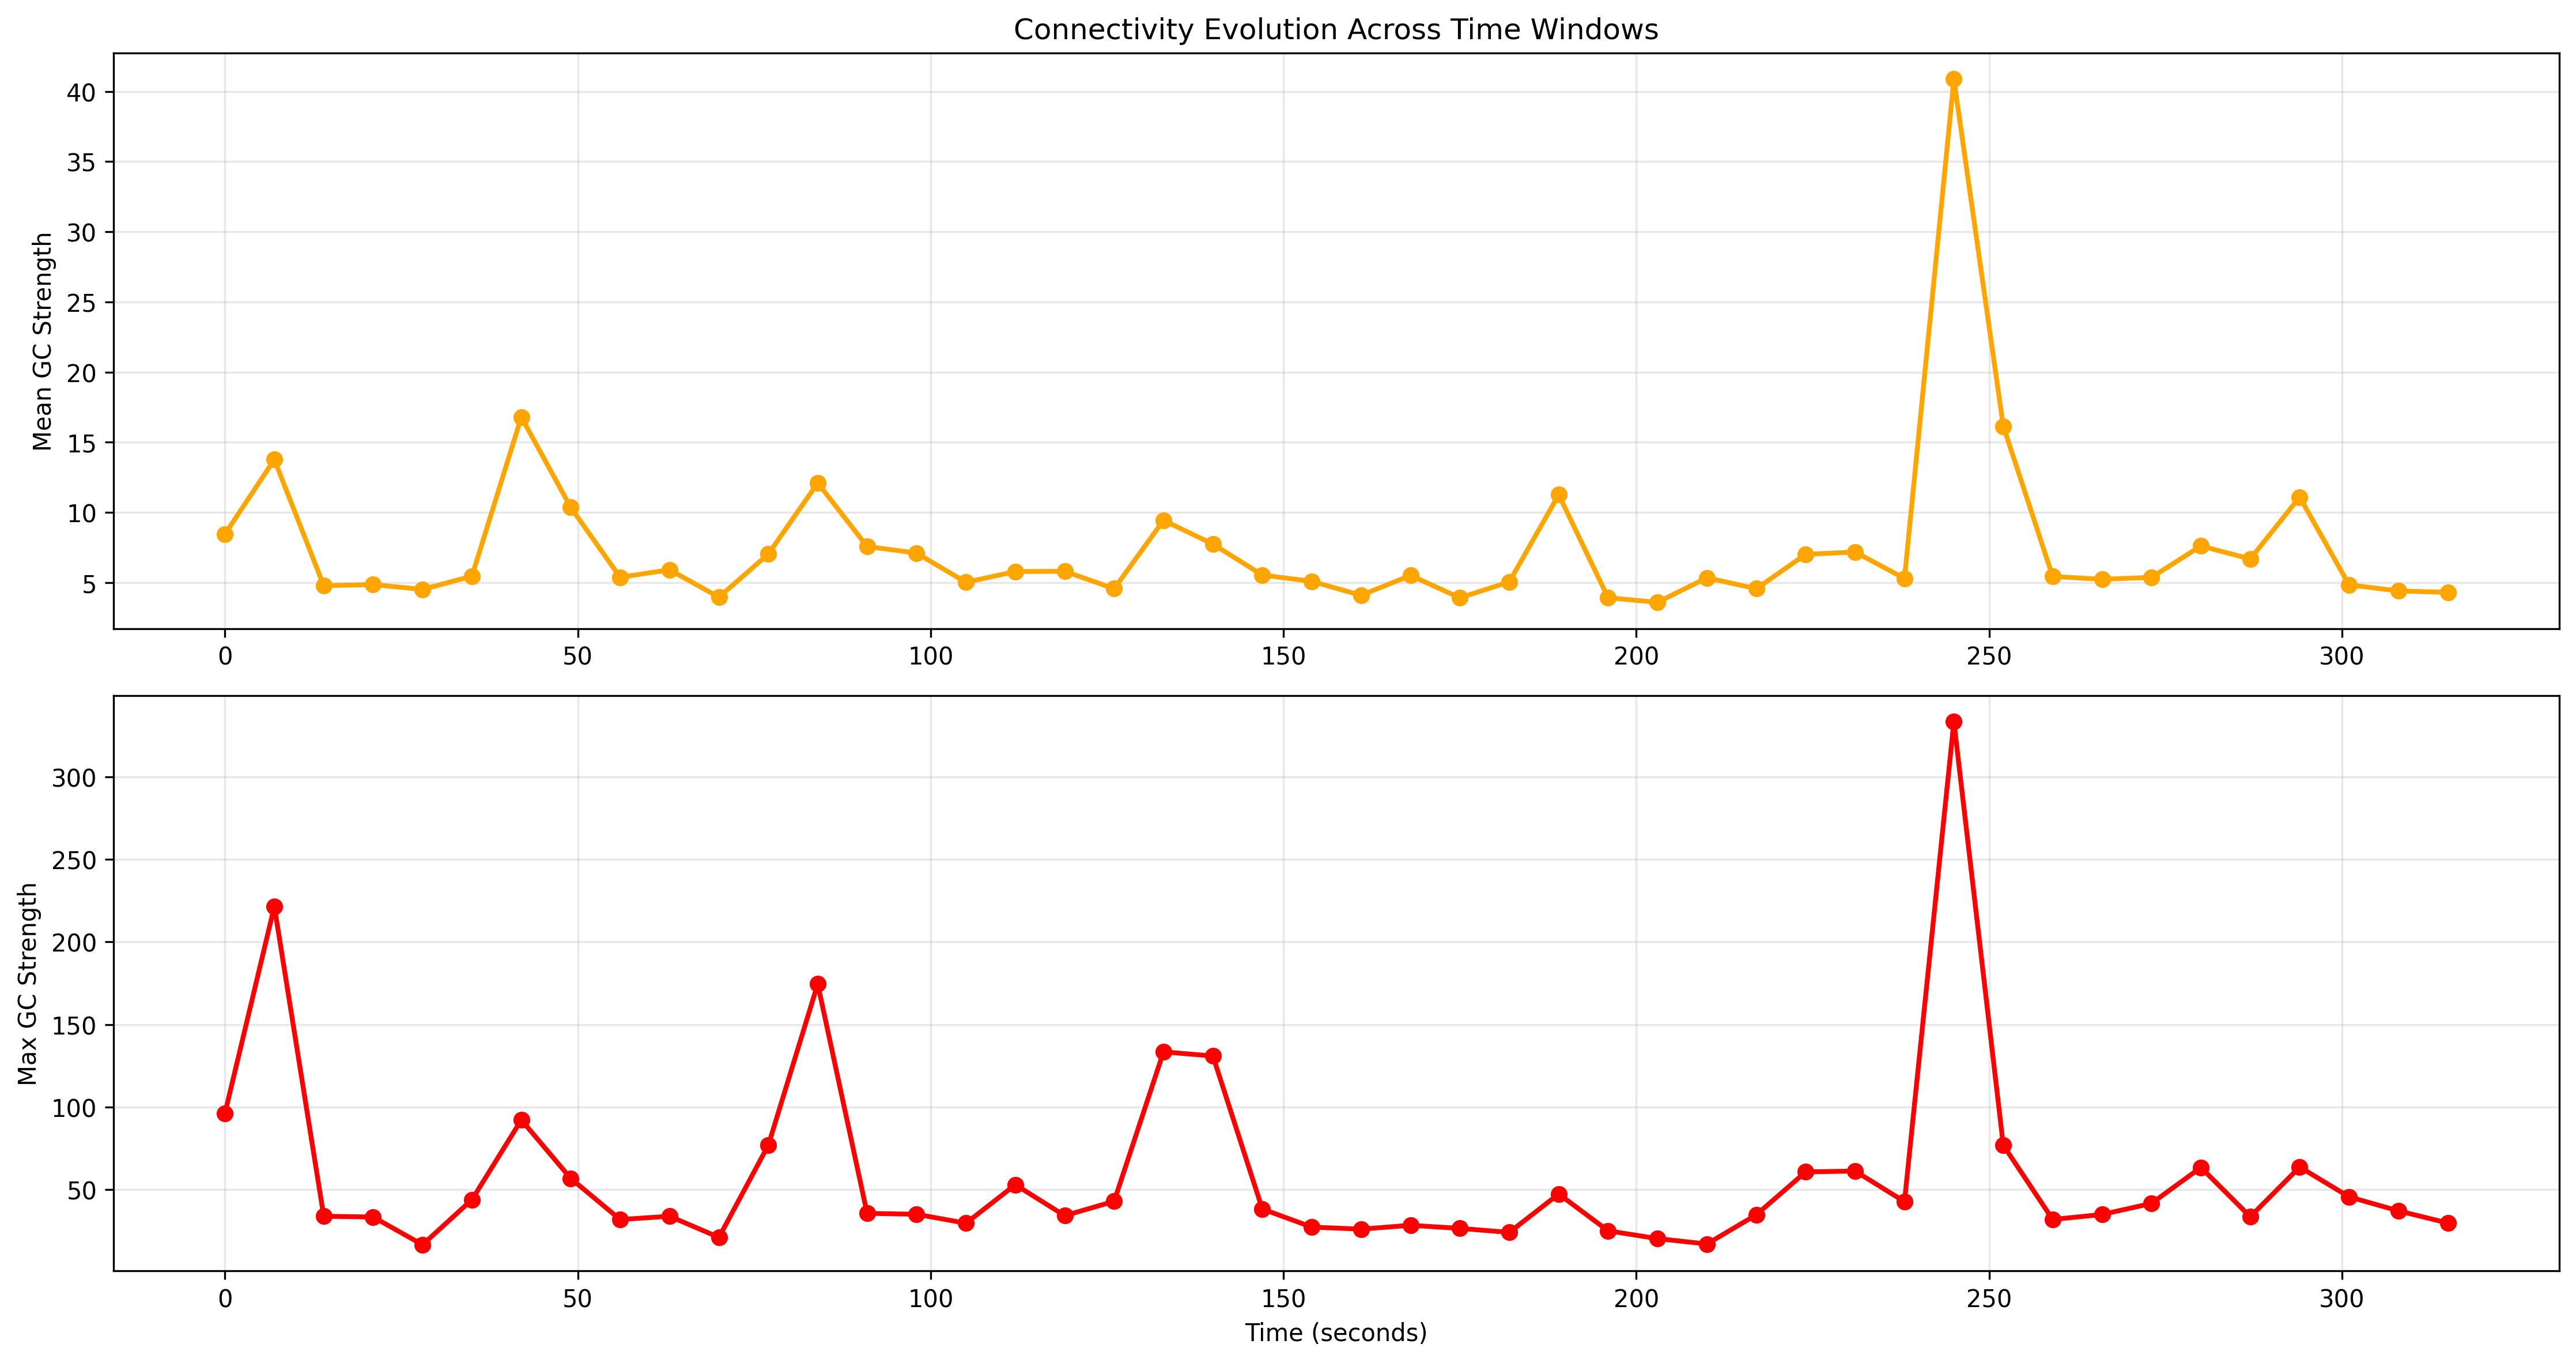 Connectivity Evolution Across Time Windows
Mean GC Strength
40
35
30
25
20
15
10
5
0 50 100 150 200 250 300
Max GC Strength
300
250
200
150
100
50
0 50 100 150 200 250 300
Time (seconds)